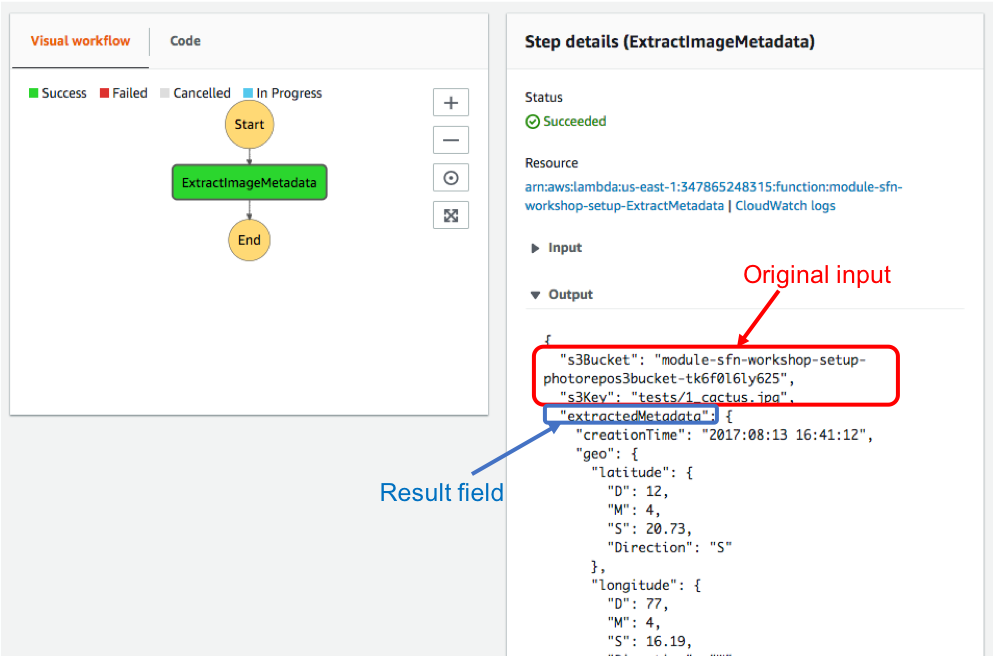 Visual workflow
Code
Success
Failed
Cancelled
In Progress
Start
ExtractImageMetadata
End
Step details (ExtractImageMetadata)
Status
Succeeded
Resource
arn:aws:lambda:us-east-1:347865248315:function:module-sfn-
workshop-setup-ExtractMetadata | CloudWatch logs
Input
Original input
Output
{
"s3Bucket": "module-sfn-workshop-setup-
photorepos3bucket-tk6f0l6ly625",
"s3Key": "tests/1_cactus.jpg",
"extractedMetadata": {
"creationTime": "2017:08:13 16:41:12",
"geo": {
Result field
"latitude": {
"D": 12,
"M": 4,
"S": 20.73,
"Direction": "S"
},
"longitude": {
"D": 77,
"M": 4,
"S": 16.19,